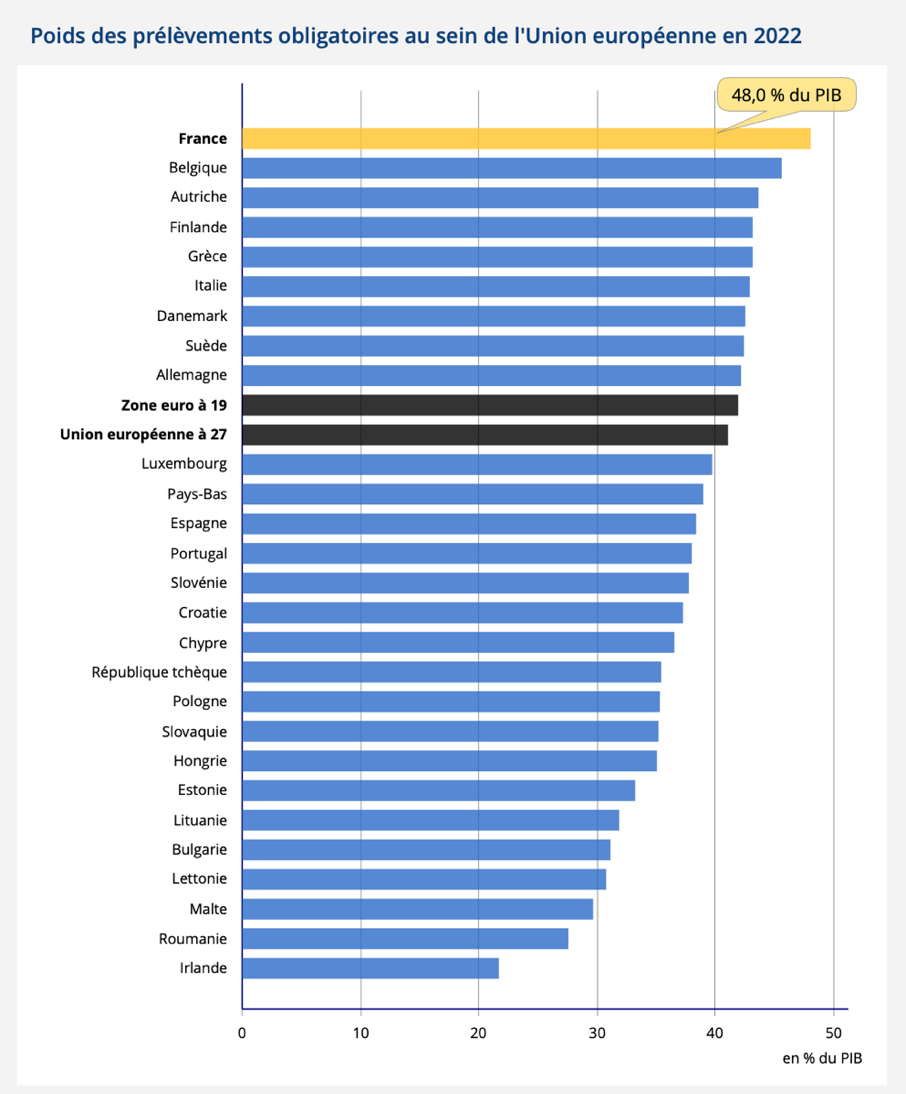 Poids des prélèvements obligatoires au sein de l'Union européenne en 2022
48,0 % du PIB
France
Belgique
Autriche
Finlande
Grèce
Italie
Danemark
Suède
Allemagne
Zone euro à 19
Union européenne à 27
Luxembourg
Pays-Bas
Espagne
Portugal
Slovénie
Croatie
Chypre
République tchèque
Pologne
Slovaquie
Hongrie
Estonie
Lituanie
Bulgarie
Lettonie
Malte
Roumanie
Irlande
0 10 20 30 40 50
en % du PIB